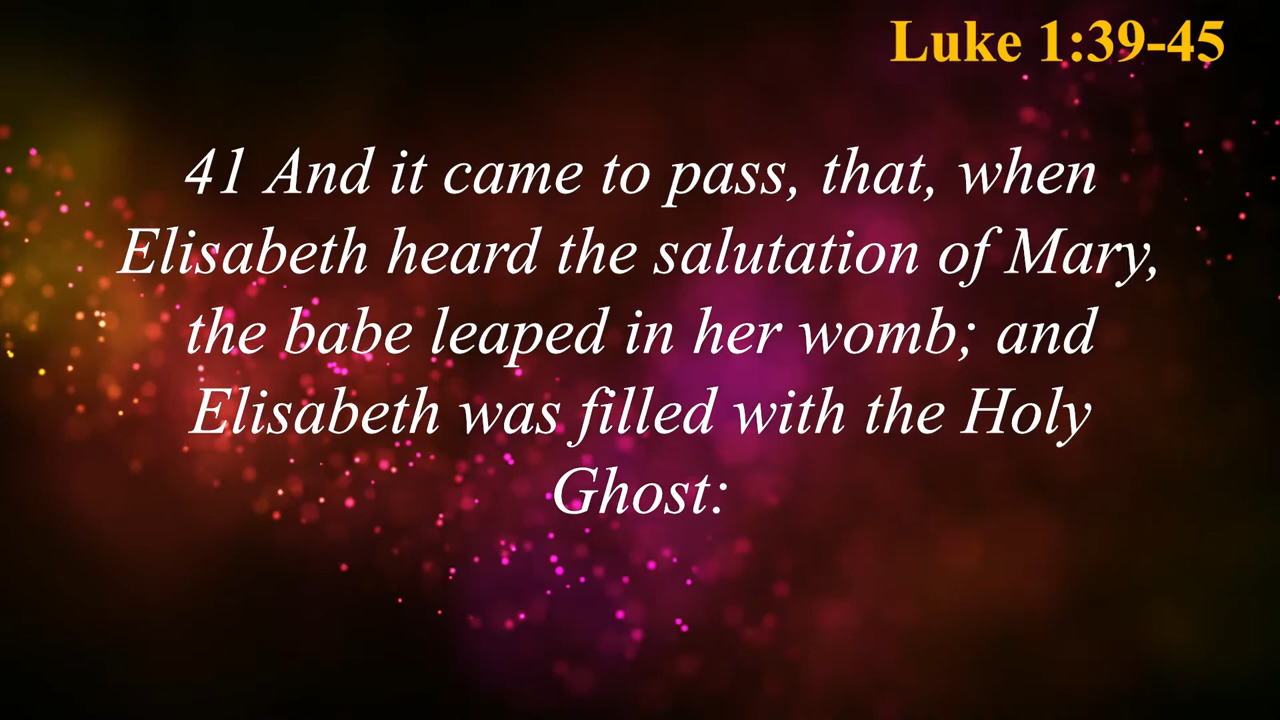 Luke 1:39-45
41 And it came to pass, that, when
Elisabeth heard the salutation of Mary,
the babe leaped in her womb; and
Elisabeth was filled with the Holy
Ghost: